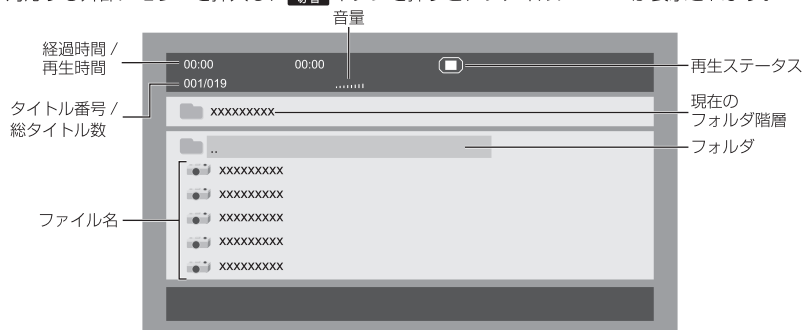 音量
経過時間 /
再生時間
00:00
00:00
再生ステータス
001/019
タイトル番号 /
総タイトル数
xxxxxxxxx
現在の
フォルダ階層
..
フォルダ
xxxxxxxxx
xxxxxxxxx
ファイル名
xxxxxxxxx
xxxxxxxxx
xxxxxxxxx